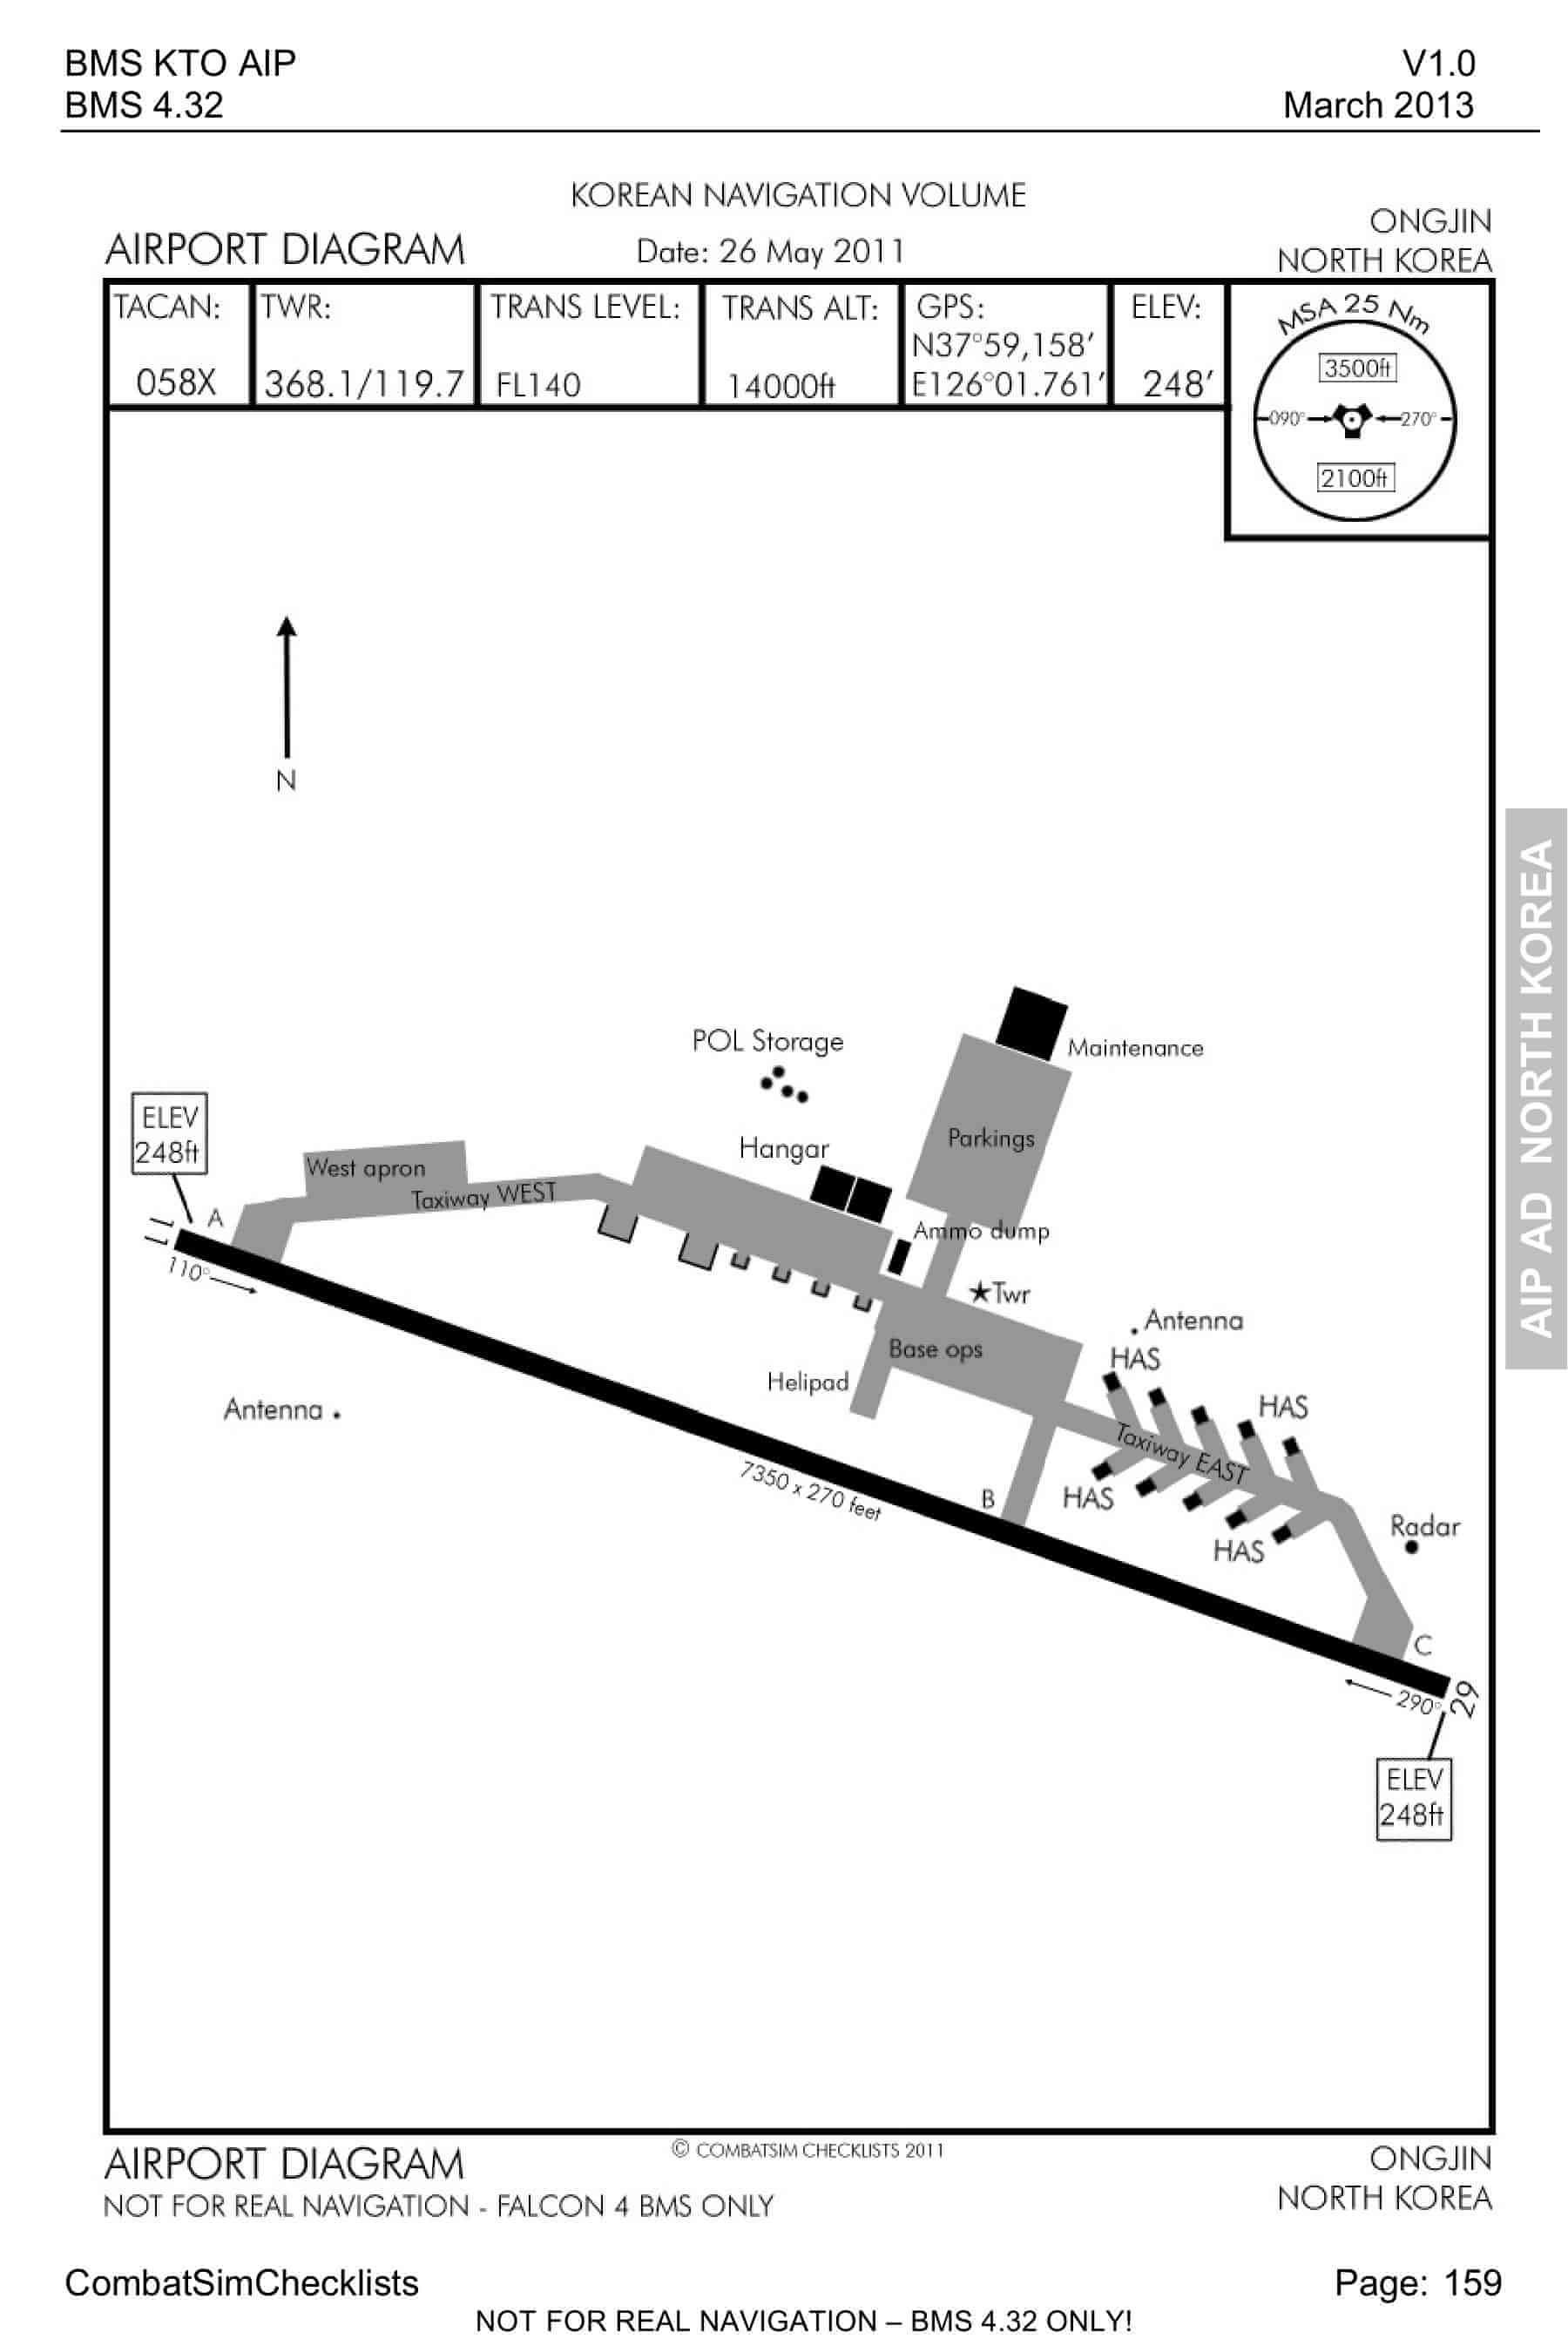 BMS KTO AIP
V1.0
BMS 4.32
March 2013
KOREAN NAVIGATION VOLUME
AIRPORT DIAGRAM
Date: 26 May 2011
ONGJIN
NORTH KOREA
TACAN:
058X
TWR:
368.1/119.7
TRANS LEVEL:
FL140
TRANS ALT:
14000ft
GPS:
N37°59,158′
E126°01.761′
ELEV:
248′
MSA 25 Nm
3500ft
090°
270°
2100ft
N
POL Storage
Maintenance
Parkings
Hangar
ELEV
248ft
West apron
Taxiway WEST
A
11
110°
Ammo dump
Twr
Antenna
Base ops
HAS
Helipad
HAS
Antenna
Taxiway EAST
7350 x 270 feet
B
HAS
HAS
Radar
C
290°
29
ELEV
248ft
AIP AD NORTH KOREA
AIRPORT DIAGRAM
© COMBATSIM CHECKLISTS 2011
ONGJIN
NOT FOR REAL NAVIGATION - FALCON 4 BMS ONLY
NORTH KOREA
CombatSimChecklists
Page: 159
NOT FOR REAL NAVIGATION – BMS 4.32 ONLY!